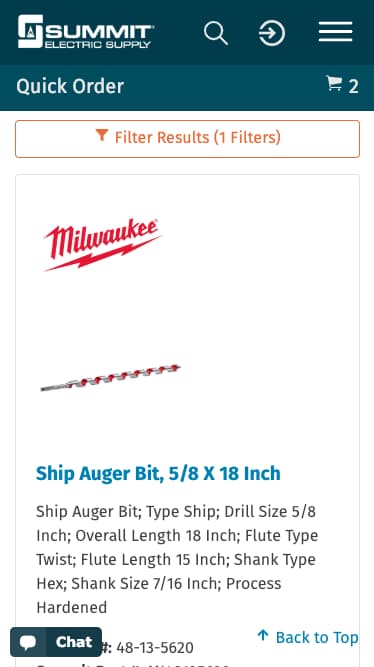 SUMMIT
ELECTRIC SUPPLY
Quick Order
2
Filter Results (1 Filters)
Milwaukee
Ship Auger Bit, 5/8 X 18 Inch
Ship Auger Bit; Type Ship; Drill Size 5/8
Inch; Overall Length 18 Inch; Flute Type
Twist; Flute Length 15 Inch; Shank Type
Hex; Shank Size 7/16 Inch; Process
Hardened
Chat
#: 48-13-5620
Back to Top